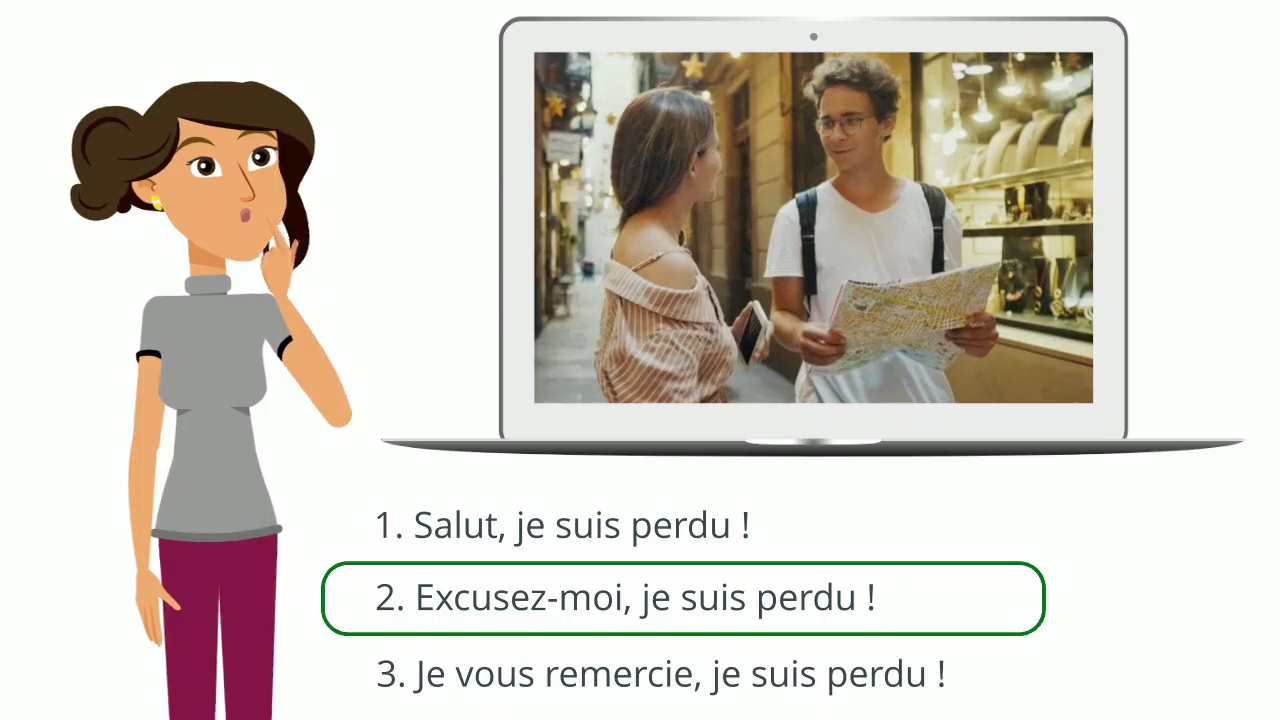 1. Salut, je suis perdu !
2. Excusez-moi, je suis perdu !
3. Je vous remercie, je suis perdu !